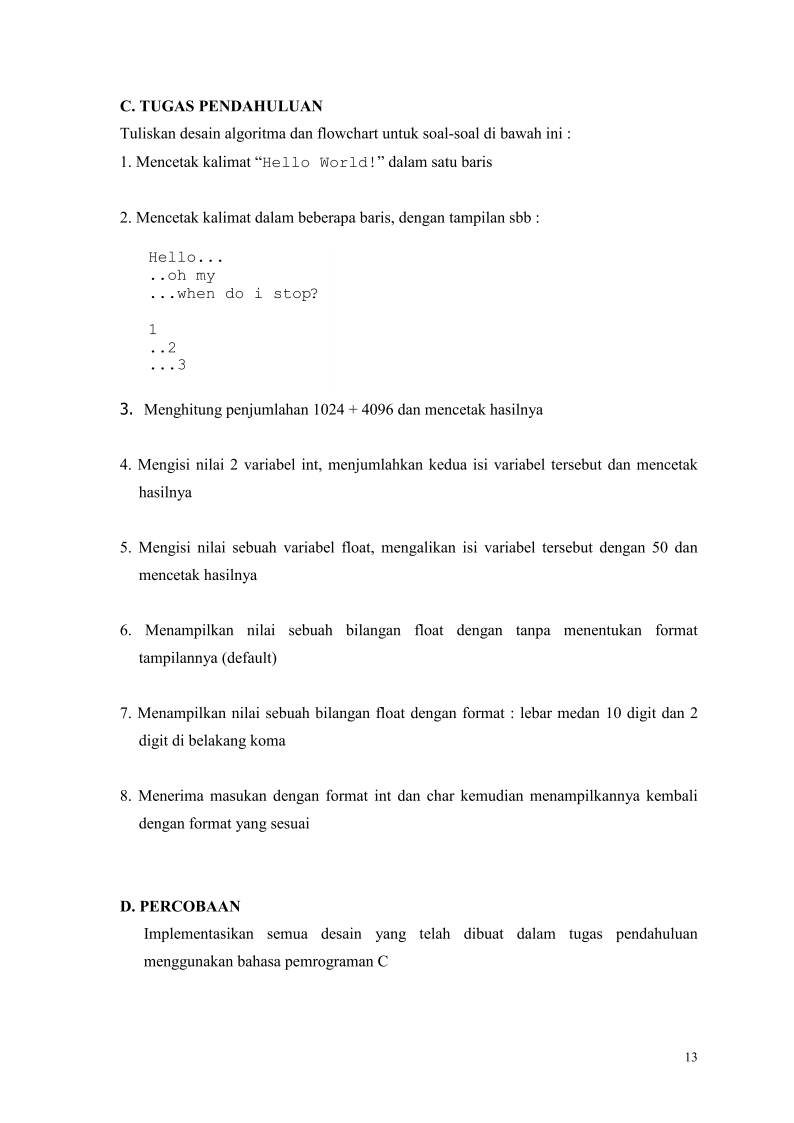 C. TUGAS PENDAHULUAN
Tuliskan desain algoritma dan flowchart untuk soal-soal di bawah ini :
1. Mencetak kalimat “Hello World!” dalam satu baris
2. Mencetak kalimat dalam beberapa baris, dengan tampilan sbb :
Hello...
..oh my
...when do i stop?
1
..2
...3
3. Menghitung penjumlahan 1024 + 4096 dan mencetak hasilnya
4. Mengisi nilai 2 variabel int, menjumlahkan kedua isi variabel tersebut dan mencetak
hasilnya
5. Mengisi nilai sebuah variabel float, mengalikan isi variabel tersebut dengan 50 dan
mencetak hasilnya
6. Menampilkan nilai sebuah bilangan float dengan tanpa menentukan format
tampilannya (default)
7. Menampilkan nilai sebuah bilangan float dengan format : lebar medan 10 digit dan 2
digit di belakang koma
8. Menerima masukan dengan format int dan char kemudian menampilkannya kembali
dengan format yang sesuai
D. PERCOBAAN
Implementasikan semua desain yang telah dibuat dalam tugas pendahuluan
menggunakan bahasa pemrograman C
13